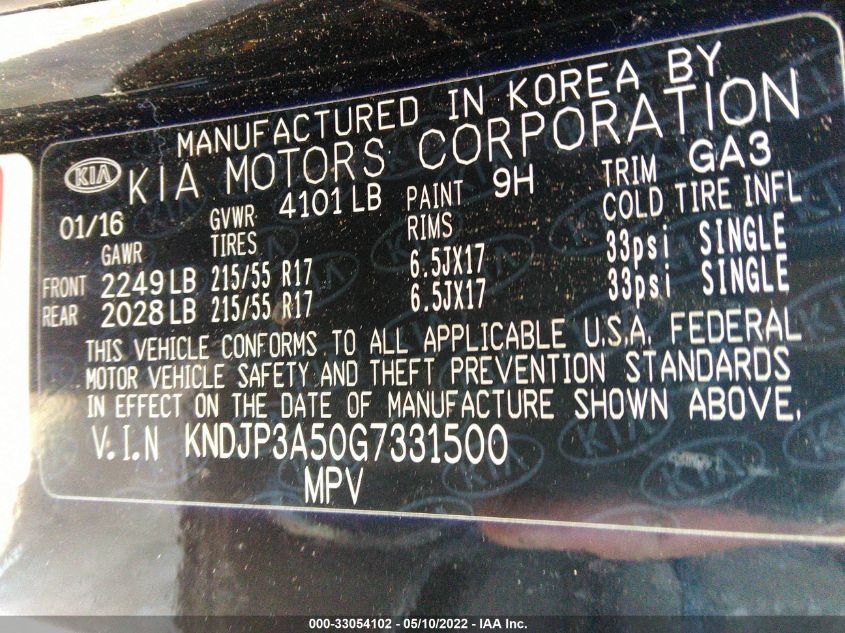 MANUFACTURED IN KOREA BY
KIA KIA MOTORS CORPORATION
01/16 GVWR 4101 LB PAINT 9H TRIM GA3
GAWR TIRES RIMS COLD TIRE INFL
FRONT 2249 LB 215/55 R17 6.5JX17 33psi SINGLE
REAR 2028 LB 215/55 R17 6.5JX17 33psi SINGLE
THIS VEHICLE CONFORMS TO ALL APPLICABLE U.S.A. FEDERAL
MOTOR VEHICLE SAFETY AND THEFT PREVENTION STANDARDS
IN EFFECT ON THE DATE OF MANUFACTURE SHOWN ABOVE.
V.I.N KNDJP3A50G7331500
MPV
000-33054102 - 05/10/2022 - IAA Inc.